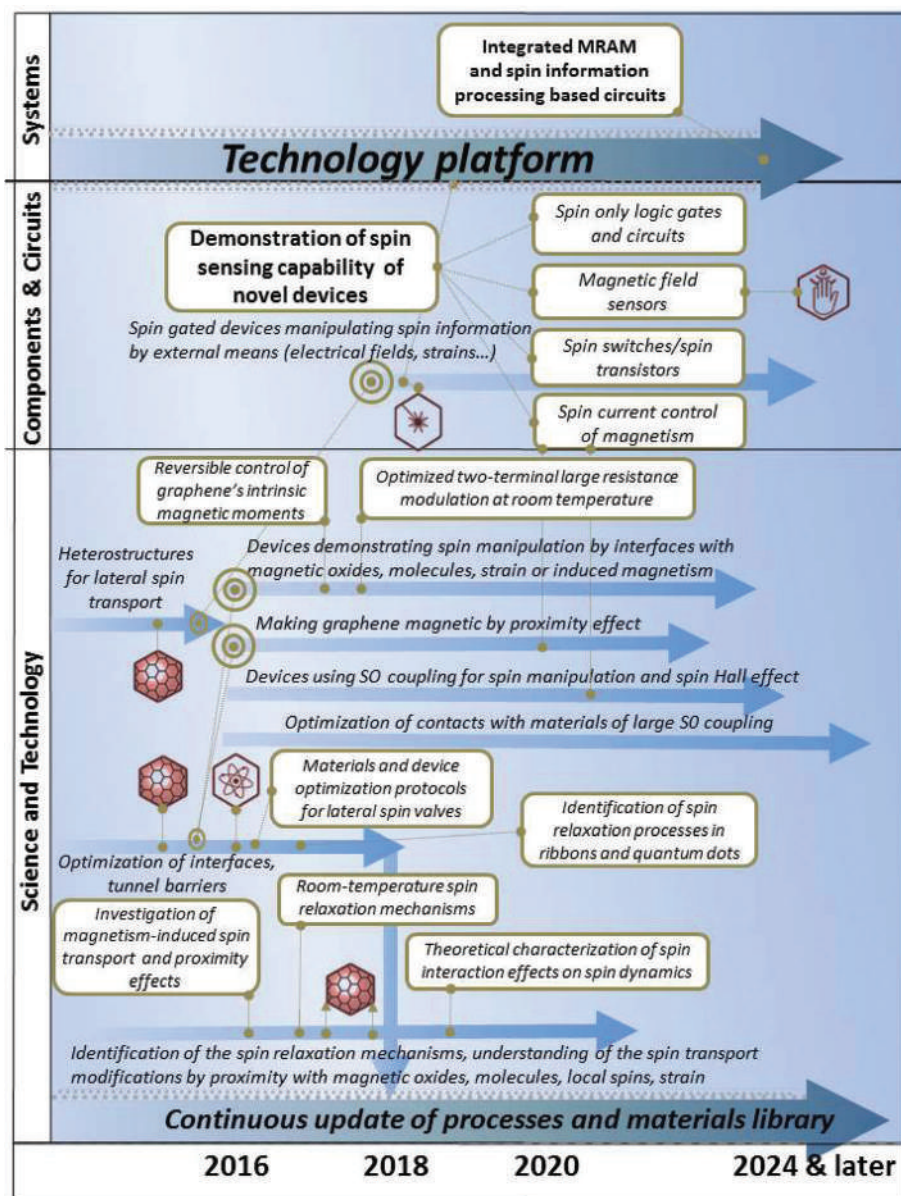 Systems
Integrated MRAM
and spin information
processing based circuits
Technology platform
Components & Circuits
Demonstration of spin
sensing capability of
novel devices
Spin only logic gates
and circuits
Magnetic field
sensors
Spin gated devices manipulating spin information
by external means (electrical fields, strains...)
Spin switches/spin
transistors
Spin current control
of magnetism
Science and Technology
Reversible control of
graphene's intrinsic
magnetic moments
Optimized two-terminal large resistance
modulation at room temperature
Heterostructures
for lateral spin
transport
Devices demonstrating spin manipulation by interfaces with
magnetic oxides, molecules, strain or induced magnetism
Making graphene magnetic by proximity effect
Devices using SO coupling for spin manipulation and spin Hall effect
Optimization of contacts with materials of large SO coupling
Materials and device
optimization protocols
for lateral spin valves
Identification of spin
relaxation processes in
ribbons and quantum dots
Optimization of interfaces,
tunnel barriers
Room-temperature spin
relaxation mechanisms
Investigation of
magnetism-induced spin
transport and proximity
effects
Theoretical characterization of spin
interaction effects on spin dynamics
Identification of the spin relaxation mechanisms, understanding of the spin transport
modifications by proximity with magnetic oxides, molecules, local spins, strain
Continuous update of processes and materials library
2016 2018 2020 2024 & later